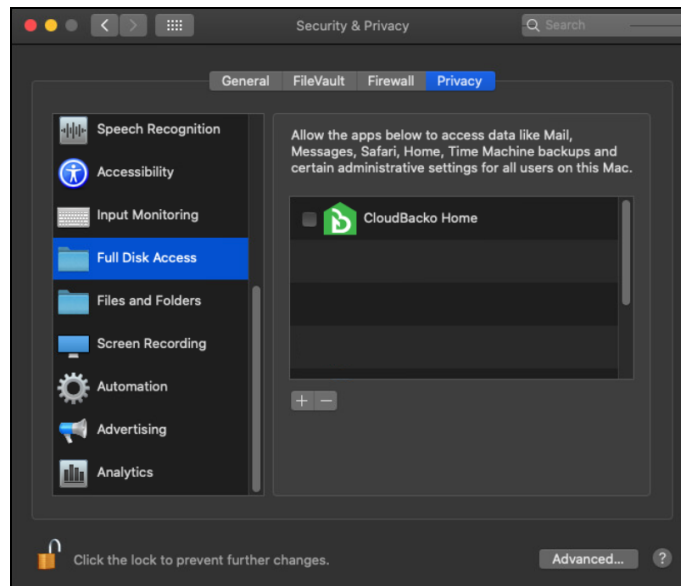 Security & Privacy
Search
General
FileVault
Firewall
Privacy
Speech Recognition
Accessibility
Input Monitoring
Full Disk Access
Files and Folders
Screen Recording
Automation
Advertising
Analytics
Allow the apps below to access data like Mail,
Messages, Safari, Home, Time Machine backups and
certain administrative settings for all users on this Mac.
CloudBacko Home
+ −
Click the lock to prevent further changes.
Advanced...
?